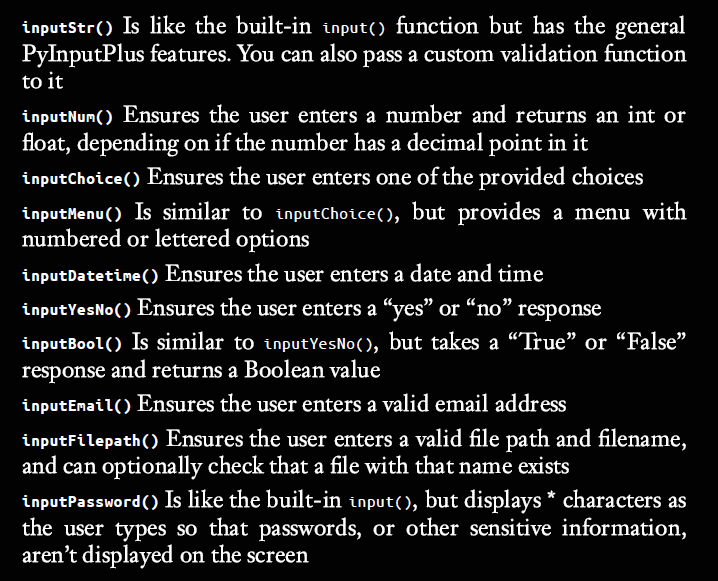 inputStr() Is like the built-in input() function but has the general
PyInputPlus features. You can also pass a custom validation function
to it
inputNum() Ensures the user enters a number and returns an int or
float, depending on if the number has a decimal point in it
inputChoice() Ensures the user enters one of the provided choices
inputMenu() Is similar to inputChoice(), but provides a menu with
numbered or lettered options
inputDatetime() Ensures the user enters a date and time
inputYesNo() Ensures the user enters a “yes” or “no” response
inputBool() Is similar to inputYesNo(), but takes a “True” or “False”
response and returns a Boolean value
inputEmail() Ensures the user enters a valid email address
inputFilepath() Ensures the user enters a valid file path and filename,
and can optionally check that a file with that name exists
inputPassword() Is like the built-in input(), but displays * characters as
the user types so that passwords, or other sensitive information,
aren’t displayed on the screen